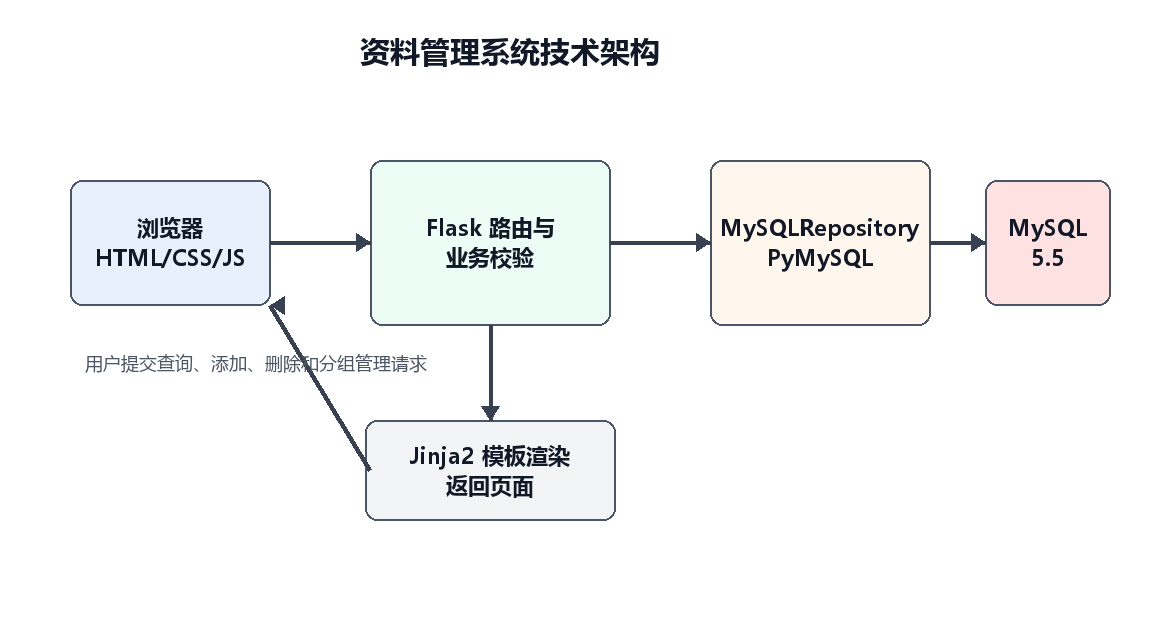 资料管理系统技术架构
浏览器
HTML/CSS/JS
Flask 路由与
业务校验
MySQLRepository
PyMySQL
MySQL
5.5
用户提交查询、添加、删除和分组管理请求
Jinja2 模板渲染
返回页面